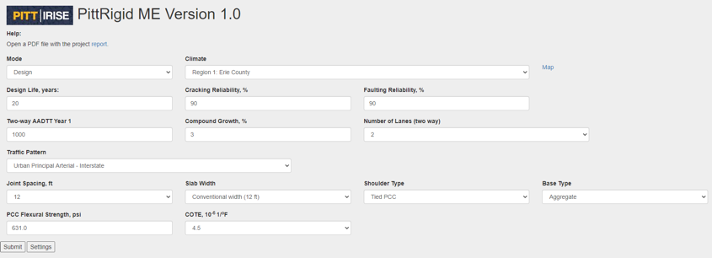 PITT|IRISE PittRigid ME Version 1.0
Help:
Open a PDF file with the project report.
Mode Climate
Design Region 1: Erie County Map
Design Life, years: Cracking Reliability, % Faulting Reliability, %
20 90 90
Two-way AADTT Year 1 Compound Growth, % Number of Lanes (two way)
1000 3 2
Traffic Pattern
Urban Principal Arterial - Interstate
Joint Spacing, ft Slab Width Shoulder Type Base Type
12 Conventional width (12 ft) Tied PCC Aggregate
PCC Flexural Strength, psi COTE, 10⁻⁶ 1/°F
631.0 4.5
Submit Settings